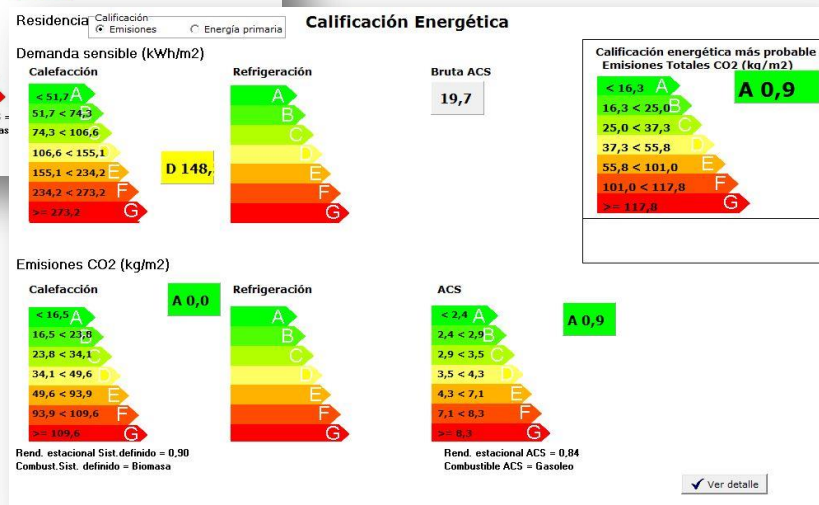 Residencia
Calificación
Emisiones
Energía primaria
Calificación Energética
Demanda sensible (kWh/m2)
Calefacción
< 51,7 A
51,7 < 74,3 B
74,3 < 106,6 C
106,6 < 155,1 D
155,1 < 234,2 E
234,2 < 273,2 F
>= 273,2 G
D 148,
Refrigeración
A
B
C
D
E
F
G
Bruta ACS
19,7
Calificación energética más probable
Emisiones Totales CO2 (kg/m2)
< 16,3 A
16,3 < 25,0 B
25,0 < 37,3 C
37,3 < 55,8 D
55,8 < 101,0 E
101,0 < 117,8 F
>= 117,8 G
A 0,9
Emisiones CO2 (kg/m2)
Calefacción
< 16,5 A
16,5 < 23,8 B
23,8 < 34,1 C
34,1 < 49,6 D
49,6 < 93,9 E
93,9 < 109,6 F
>= 109,6 G
A 0,0
Rend. estacional Sist.definido = 0,90
Combust.Sist. definido = Biomasa
Refrigeración
A
B
C
D
E
F
G
ACS
< 2,4 A
2,4 < 2,9 B
2,9 < 3,5 C
3,5 < 4,3 D
4,3 < 7,1 E
7,1 < 8,3 F
>= 8,3 G
A 0,9
Rend. estacional ACS = 0,84
Combustible ACS = Gasoleo
Ver detalle